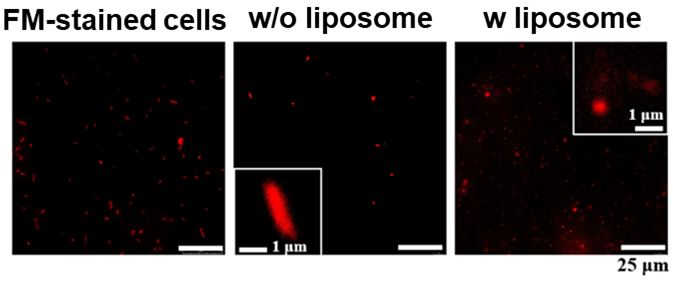 FM-stained cells w/o liposome w liposome
1 μm
1 μm
25 μm